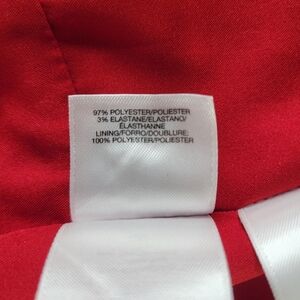 97% POLYESTER/POLIESTER
3% ELASTANE/ELASTANO/
ÉLASTHANNE
LINING/FORRO/DOUBLURE:
100% POLYESTER/POLIESTER